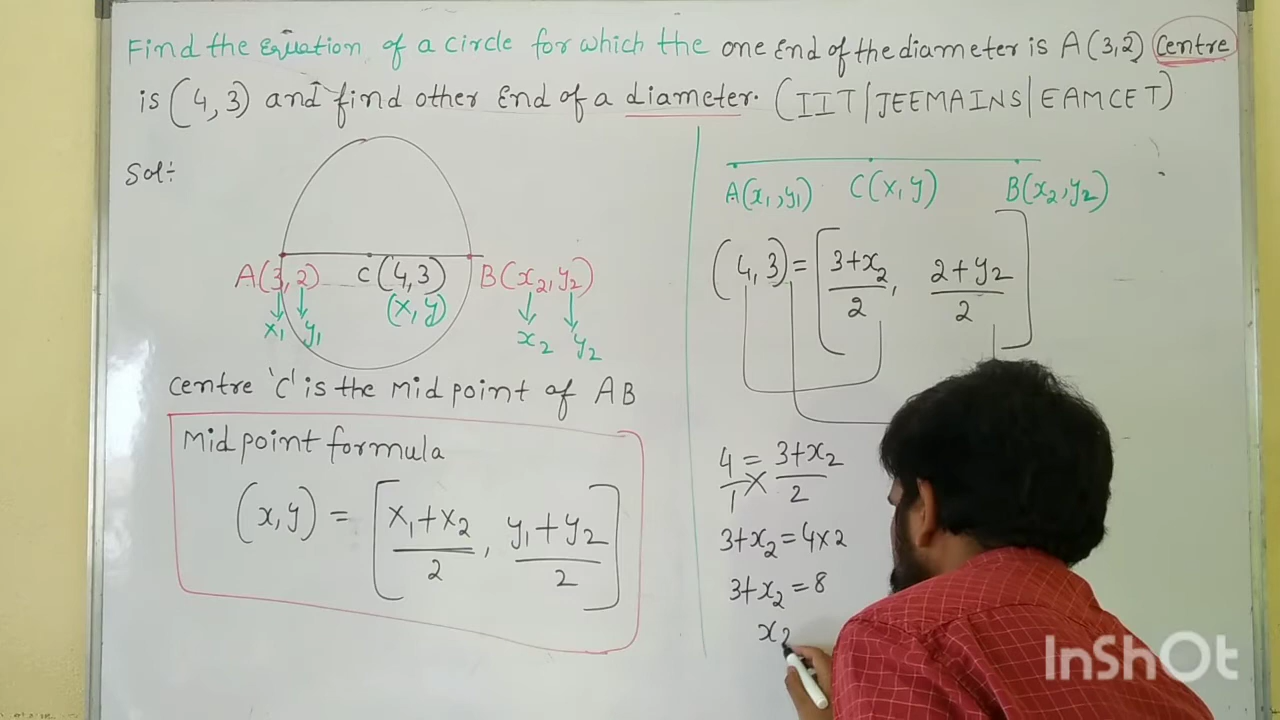 Find the Equation of a circle for which the one End of the diameter is A(3,2) Centre
is (4,3) and find other End of a diameter. (IIT/JEEMAINS/EAMCET)
Sol:
A(3,2) C(4,3) B(x₂,y₂)
x₁ y₁ (x,y) x₂ y₂
Centre 'C' is the Mid point of AB
Mid point formula
(x,y) = [x₁+x₂/2, y₁+y₂/2]
A(x₁,y₁) C(x,y) B(x₂,y₂)
(4,3) = [3+x₂/2, 2+y₂/2]
4/1 = 3+x₂/2
3+x₂ = 4×2
3+x₂ = 8
x₂
InShOt